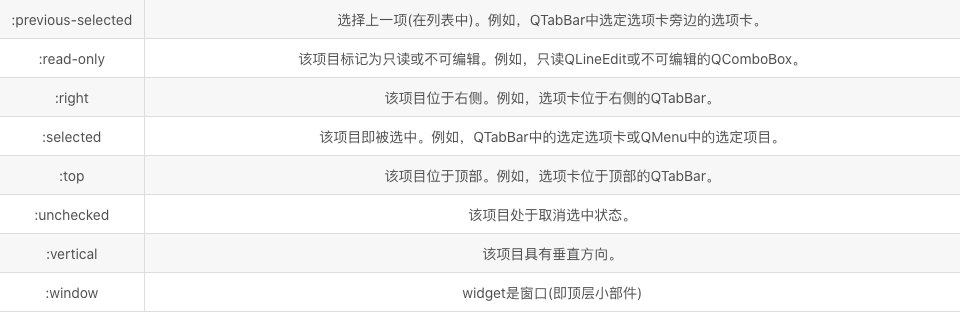 :previous-selected 选择上一项(在列表中)。例如，QTabBar中选定选项卡旁边的选项卡。
:read-only 该项目标记为只读或不可编辑。例如，只读QLineEdit或不可编辑的QComboBox。
:right 该项目位于右侧。例如，选项卡位于右侧的QTabBar。
:selected 该项目即被选中。例如，QTabBar中的选定选项卡或QMenu中的选定项目。
:top 该项目位于顶部。例如，选项卡位于顶部的QTabBar。
:unchecked 该项目处于取消选中状态。
:vertical 该项目具有垂直方向。
:window widget是窗口(即顶层小部件)